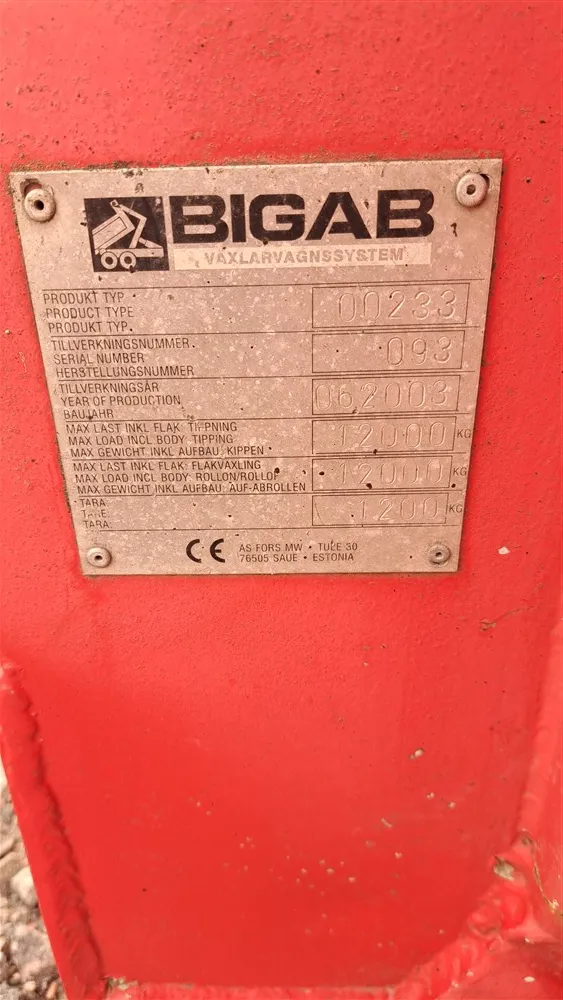 BIGAB
VÄXLARVAGNSSYSTEM
PRODUKT TYP
PRODUCT TYPE
PRODUKT TYP.
00233
TILLVERKNINGSNUMMER.
SERIAL NUMBER
HERSTELLUNGSNUMMER
093
TILLVERKNINGSÅR
YEAR OF PRODUCTION
BAUJAHR
062003
MAX LAST INKL FLAK: TIPPNING
MAX LOAD INCL BODY: TIPPING
MAX GEWICHT INKL AUFBAU: KIPPEN
12000 KG
MAX LAST INKL FLAK: FLAKVÄXLING
MAX LOAD INCL BODY: ROLLON/ROLLOF
MAX GEWICHT INKL AUFBAU: AUF-ABROLLEN
12000 KG
TARA:
TARE:
TARA:
1200 KG
CE
AS FORS MW • TULE 30
76505 SAUE • ESTONIA